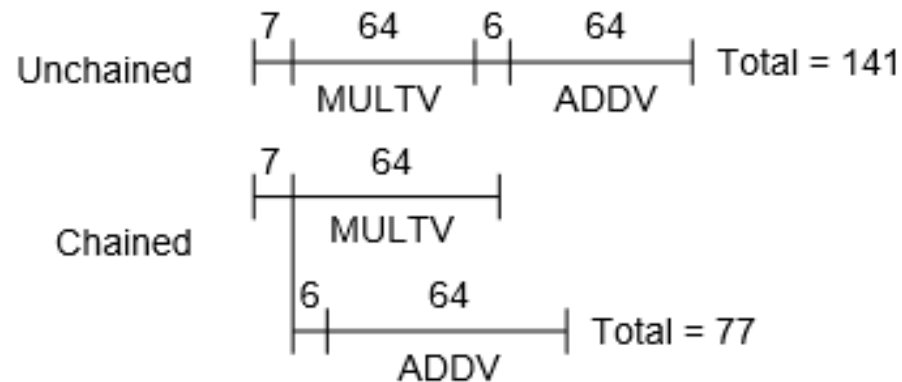 7 64 6 64
Unchained Total = 141
MULTV ADDV
7 64
MULTV
Chained
6 64
Total = 77
ADDV